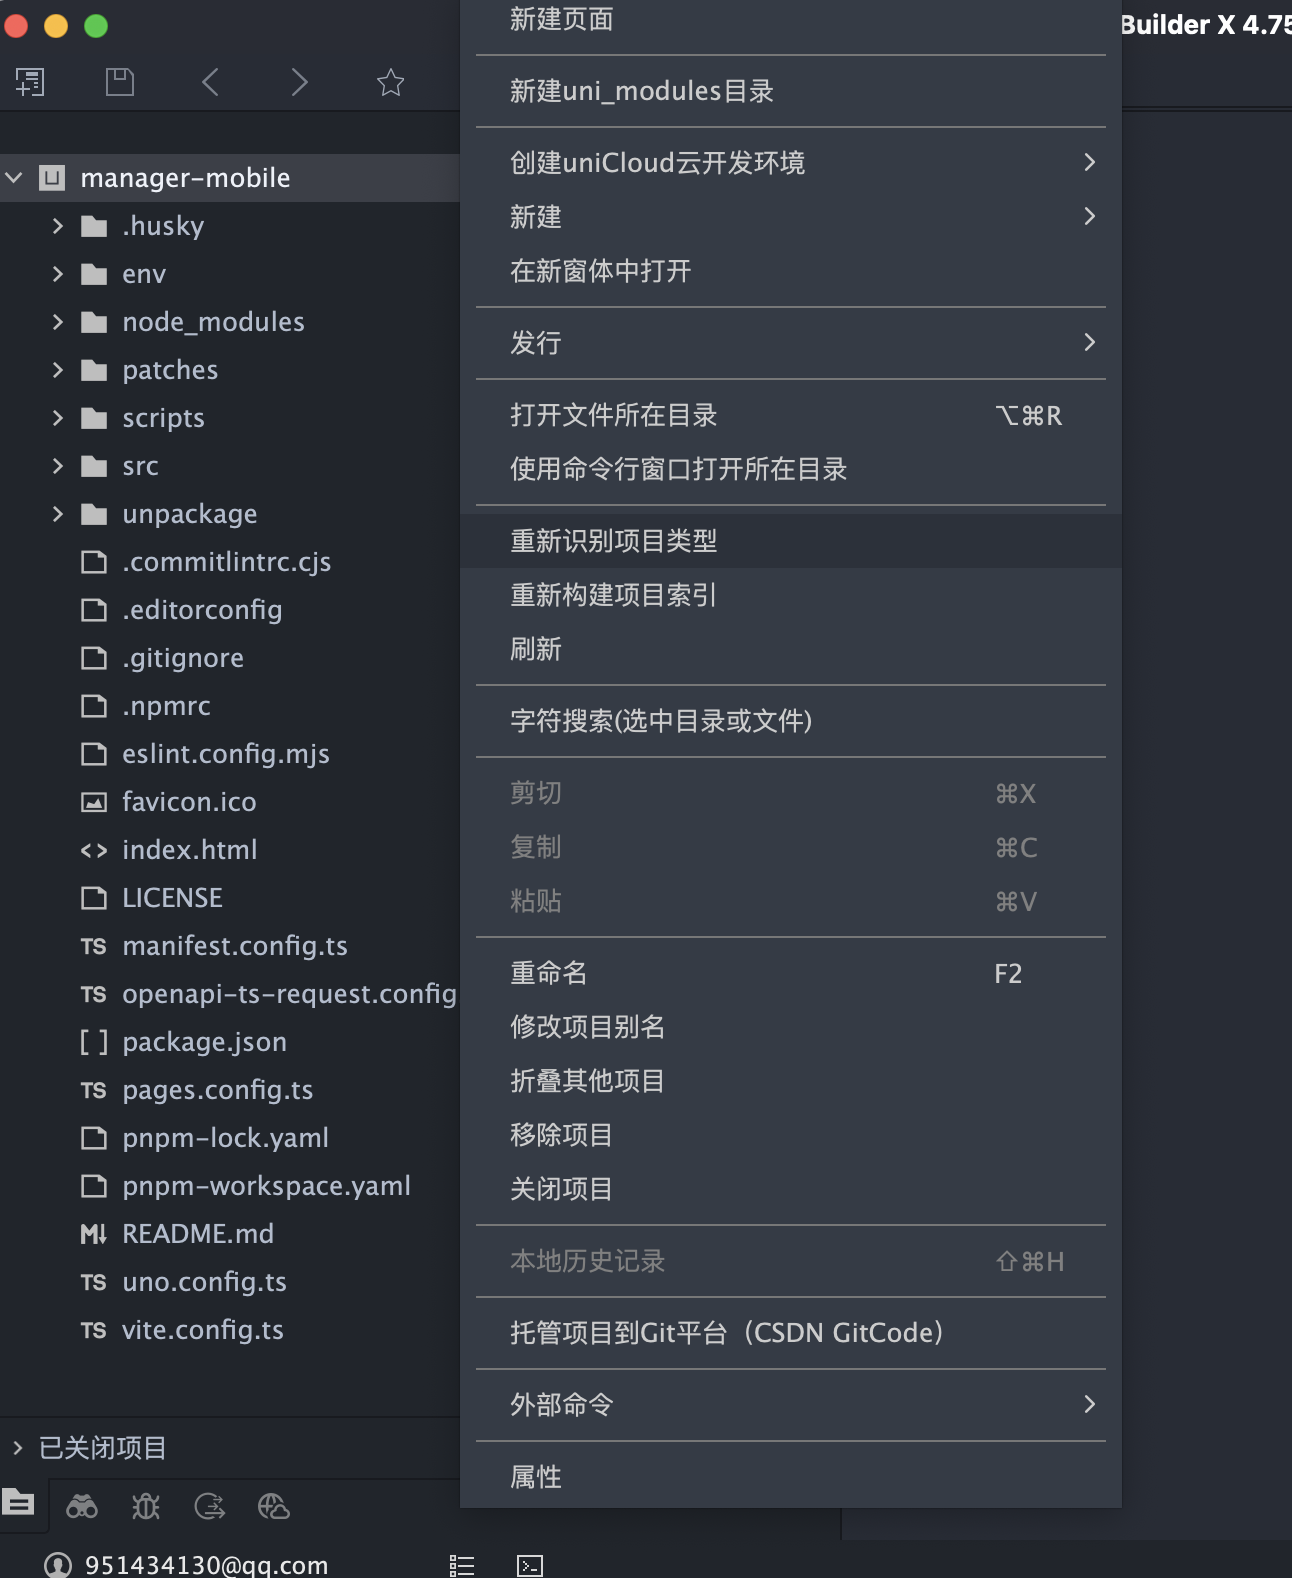 Builder X 4.75
manager-mobile
.husky
env
node_modules
patches
scripts
src
unpackage
.commitlintrc.cjs
.editorconfig
.gitignore
.npmrc
eslint.config.mjs
favicon.ico
<> index.html
LICENSE
TS manifest.config.ts
TS openapi-ts-request.config
[ ] package.json
TS pages.config.ts
pnpm-lock.yaml
pnpm-workspace.yaml
M↓ README.md
TS uno.config.ts
TS vite.config.ts
已关闭项目
951434130@qq.com
新建页面
新建uni_modules目录
创建uniCloud云开发环境
新建
在新窗体中打开
发行
打开文件所在目录 ⌥⌘R
使用命令行窗口打开所在目录
重新识别项目类型
重新构建项目索引
刷新
字符搜索(选中目录或文件)
剪切 ⌘X
复制 ⌘C
粘贴 ⌘V
重命名 F2
修改项目别名
折叠其他项目
移除项目
关闭项目
本地历史记录 ⇧⌘H
托管项目到Git平台（CSDN GitCode）
外部命令
属性